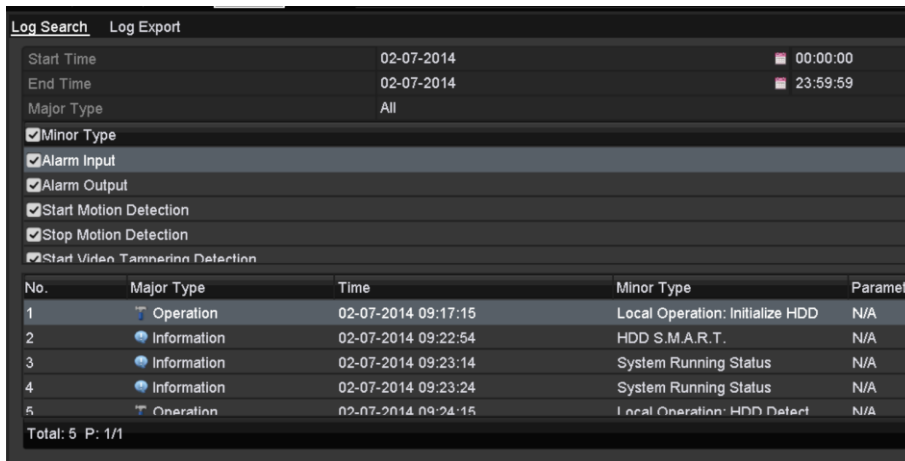 Log Search Log Export
Start Time 02-07-2014 00:00:00
End Time 02-07-2014 23:59:59
Major Type All
Minor Type
Alarm Input
Alarm Output
Start Motion Detection
Stop Motion Detection
Start Video Tampering Detection
No. Major Type Time Minor Type Paramet
1 Operation 02-07-2014 09:17:15 Local Operation: Initialize HDD N/A
2 Information 02-07-2014 09:22:54 HDD S.M.A.R.T. N/A
3 Information 02-07-2014 09:23:14 System Running Status N/A
4 Information 02-07-2014 09:23:24 System Running Status N/A
5 Operation 02-07-2014 09:24:15 Local Operation: HDD Detect N/A
Total: 5 P: 1/1